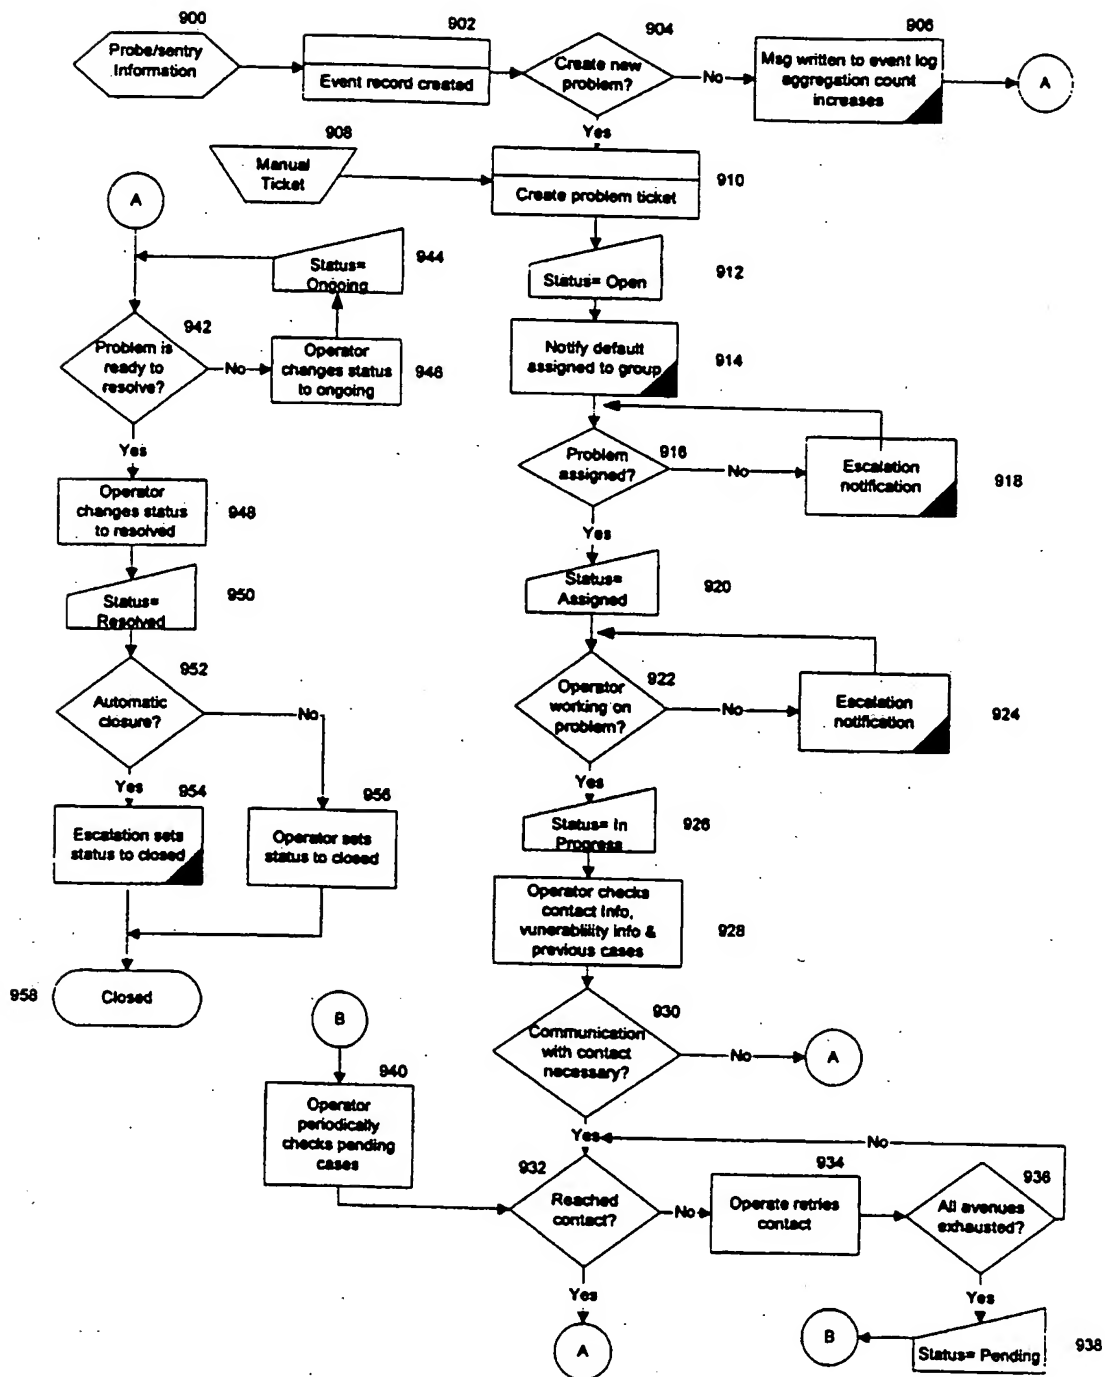 900
Probe/sentry
Information
902
Event record created
904
Create new
problem?
No
906
Msg written to event log
aggregation count
increases
A
Yes
908
Manual
Ticket
910
Create problem ticket
A
Status=
Ongoing
944
Status= Open
912
942
Problem is
ready to
resolve?
No
Operator
changes status
to ongoing
946
Notify default
assigned to group
914
Yes
Problem
assigned?
916
No
Escalation
notification
918
Operator
changes status
to resolved
948
Yes
Status=
Resolved
950
Status=
Assigned
920
952
Automatic
closure?
No
Operator
working on
problem?
922
No
Escalation
notification
924
Yes
954
956
Yes
Escalation sets
status to closed
Operator sets
status to closed
Status= In
Progress
926
Operator checks
contact Info,
vunerability info &
previous cases
928
958
Closed
B
930
Communication
with contact
necessary?
No
A
940
Operator
periodically
checks pending
cases
Yes
No
932
Reached
contact?
No
934
Operate retries
contact
936
All avenues
exhausted?
Yes
Yes
A
B
Status= Pending
938